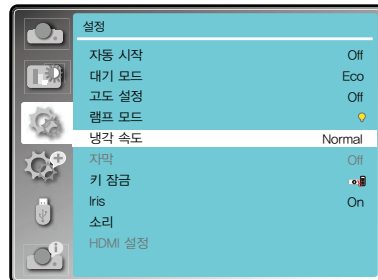 설정
자동 시작 Off
대기 모드 Eco
고도 설정 Off
램프 모드
냉각 속도 Normal
자막 Off
키 잠금
Iris On
소리
HDMI 설정